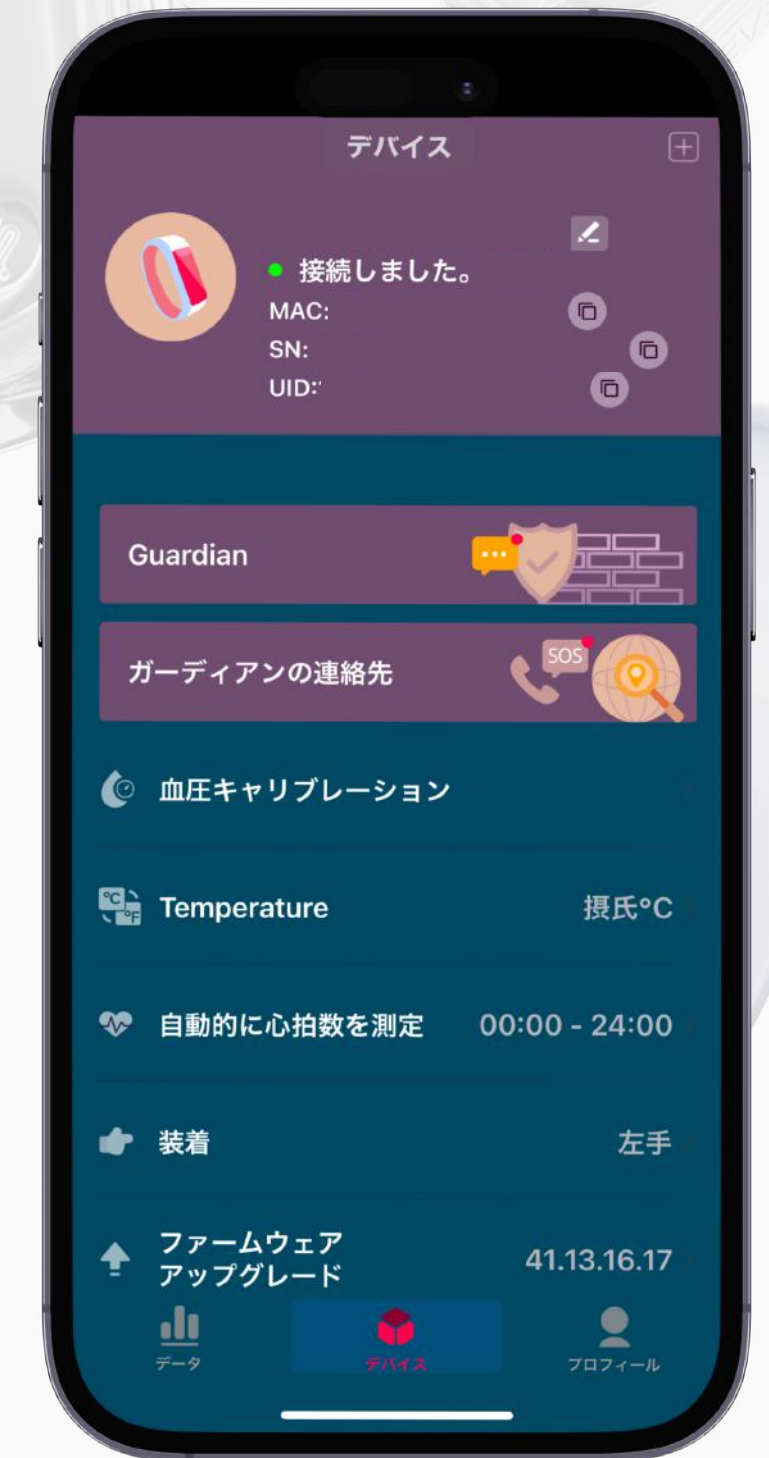 デバイス
接続しました。
MAC:
SN:
UID:
Guardian
ガーディアンの連絡先
SOS
血圧キャリブレーション
°C
°F
Temperature
摂氏°C
自動的に心拍数を測定
00:00 - 24:00
装着
左手
ファームウェア
アップグレード
41.13.16.17
データ
デバイス
プロフィール